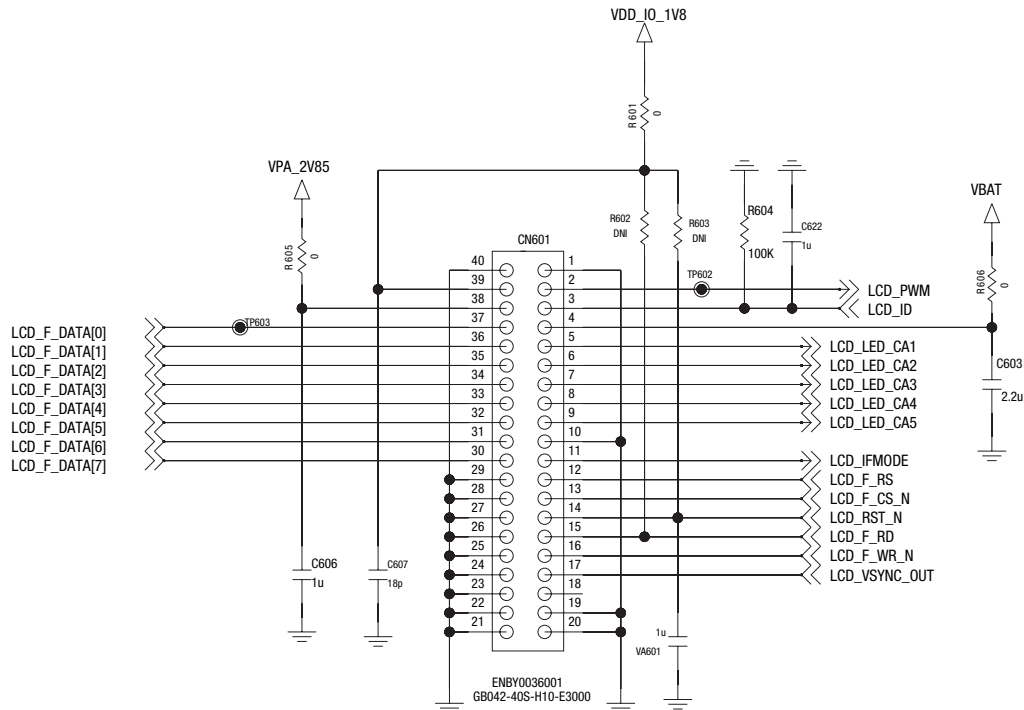 VDD_IO_1V8
R601
0
VPA_2V85
R605
0
R602
DNI
R603
DNI
R604
100K
C622
1u
VBAT
R606
0
CN601
TP602
TP603
40
39
38
37
36
35
34
33
32
31
30
29
28
27
26
25
24
23
22
21
1
2
3
4
5
6
7
8
9
10
11
12
13
14
15
16
17
18
19
20
LCD_PWM
LCD_ID
LCD_F_DATA[0]
LCD_F_DATA[1]
LCD_F_DATA[2]
LCD_F_DATA[3]
LCD_F_DATA[4]
LCD_F_DATA[5]
LCD_F_DATA[6]
LCD_F_DATA[7]
LCD_LED_CA1
LCD_LED_CA2
LCD_LED_CA3
LCD_LED_CA4
LCD_LED_CA5
LCD_IFMODE
LCD_F_RS
LCD_F_CS_N
LCD_RST_N
LCD_F_RD
LCD_F_WR_N
LCD_VSYNC_OUT
C603
2.2u
C606
1u
C607
18p
1u
VA601
ENBY0036001
GB042-40S-H10-E3000